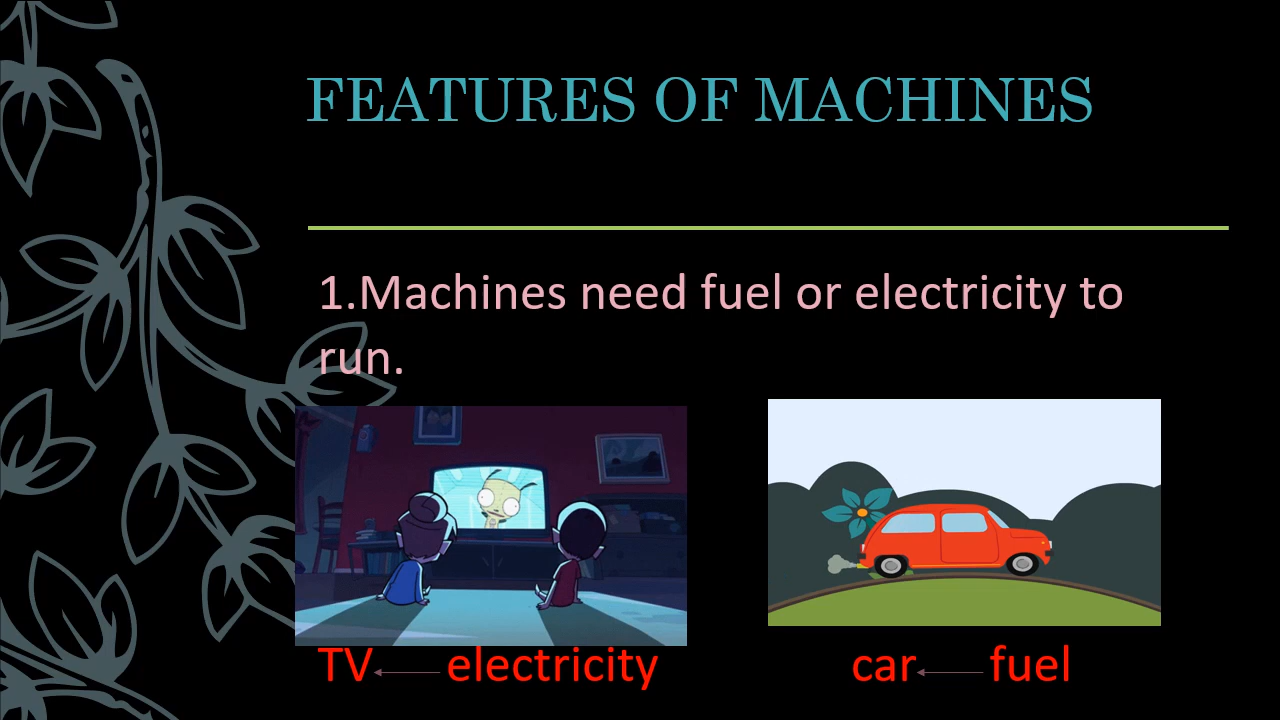 FEATURES OF MACHINES
1.Machines need fuel or electricity to
run.
TV electricity car fuel